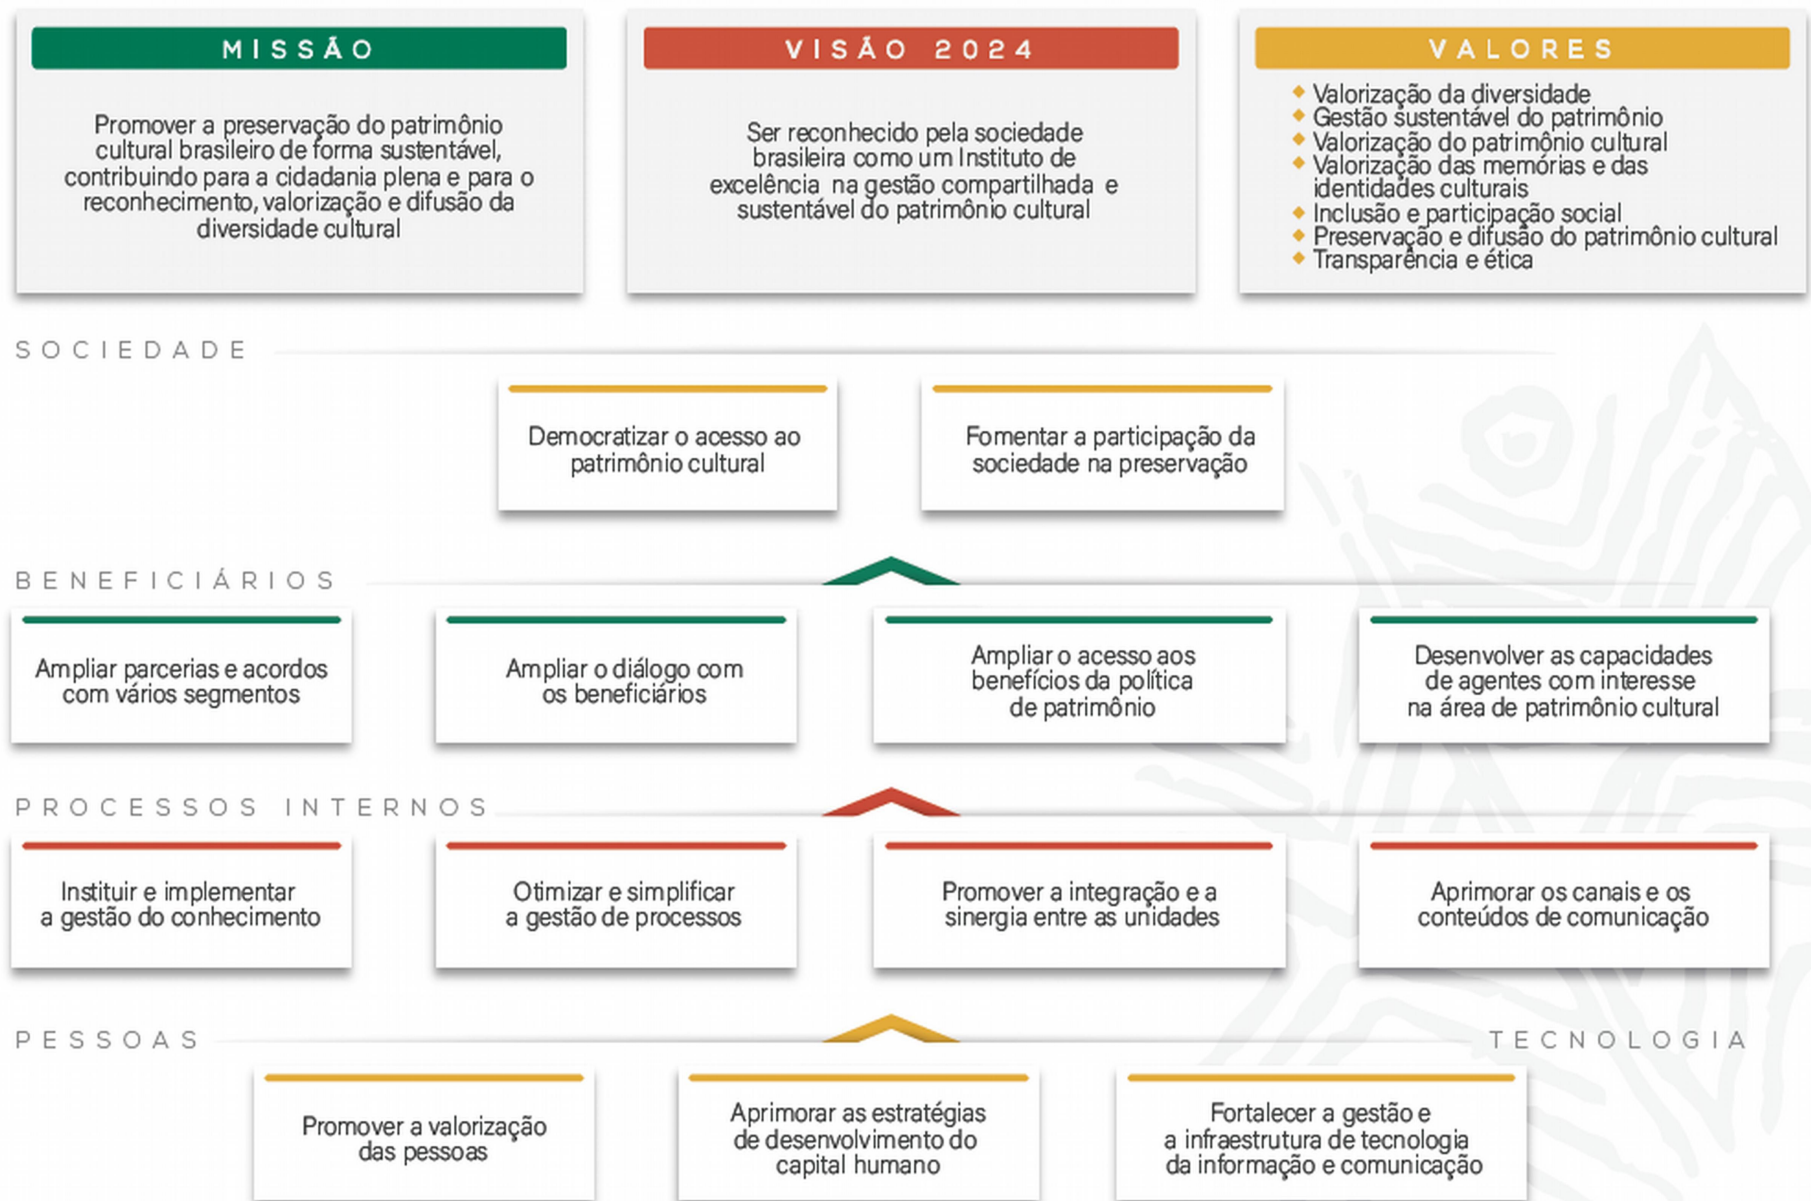 MISSÃO
Promover a preservação do patrimônio
cultural brasileiro de forma sustentável,
contribuindo para a cidadania plena e para o
reconhecimento, valorização e difusão da
diversidade cultural
VISÃO 2024
Ser reconhecido pela sociedade
brasileira como um Instituto de
excelência na gestão compartilhada e
sustentável do patrimônio cultural
VALORES
Valorização da diversidade
Gestão sustentável do patrimônio
Valorização do patrimônio cultural
Valorização das memórias e das
identidades culturais
Inclusão e participação social
Preservação e difusão do patrimônio cultural
Transparência e ética
SOCIEDADE
Democratizar o acesso ao
patrimônio cultural
Fomentar a participação da
sociedade na preservação
BENEFICIÁRIOS
Ampliar parcerias e acordos
com vários segmentos
Ampliar o diálogo com
os beneficiários
Ampliar o acesso aos
benefícios da política
de patrimônio
Desenvolver as capacidades
de agentes com interesse
na área de patrimônio cultural
PROCESSOS INTERNOS
Instituir e implementar
a gestão do conhecimento
Otimizar e simplificar
a gestão de processos
Promover a integração e a
sinergia entre as unidades
Aprimorar os canais e os
conteúdos de comunicação
PESSOAS
TECNOLOGIA
Promover a valorização
das pessoas
Aprimorar as estratégias
de desenvolvimento do
capital humano
Fortalecer a gestão e
a infraestrutura de tecnologia
da informação e comunicação